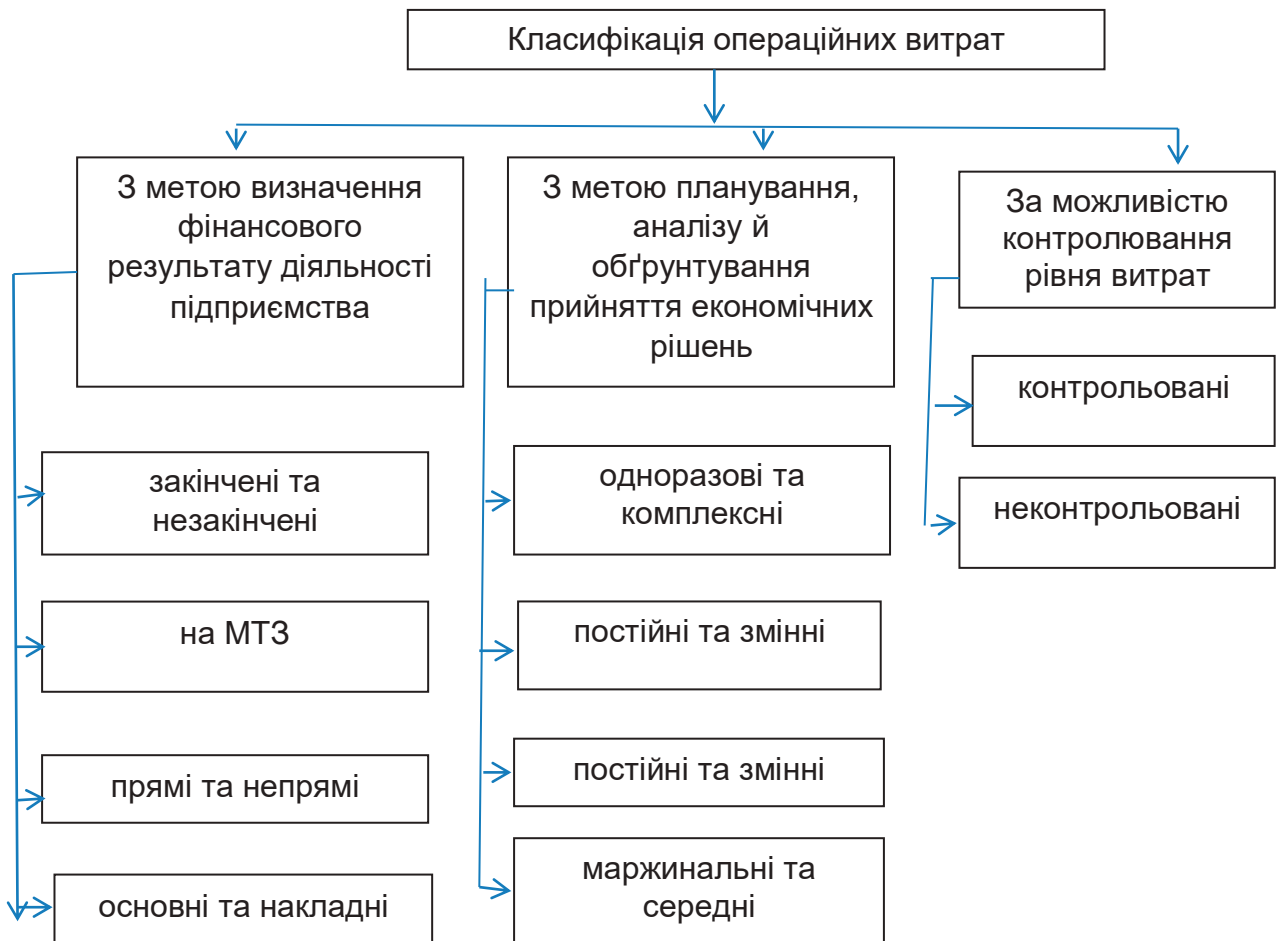 Класифікація операційних витрат
З метою визначення
фінансового
результату діяльності
підприємства
З метою планування,
аналізу й
обґрунтування
прийняття економічних
рішень
За можливістю
контролювання
рівня витрат
закінчені та
незакінчені
на МТЗ
прямі та непрямі
основні та накладні
одноразові та
комплексні
постійні та змінні
постійні та змінні
маржинальні та
середні
контрольовані
неконтрольовані